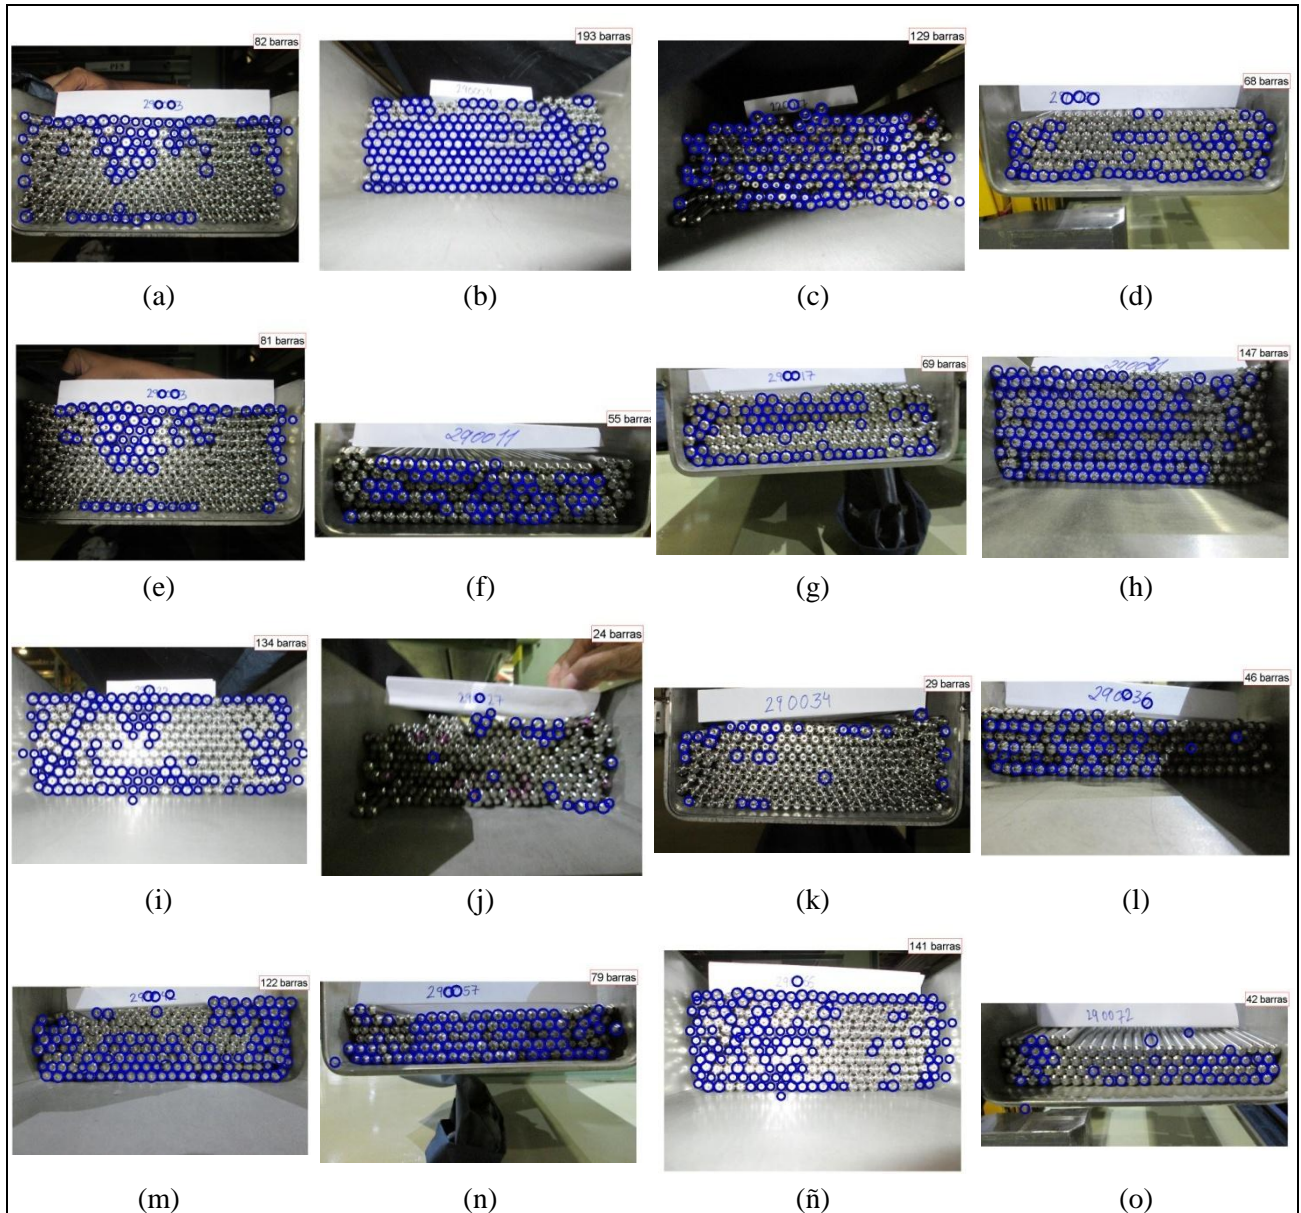 82 barras
193 barras
129 barras
68 barras
(a)
(b)
(c)
(d)
81 barras
55 barras
290011
69 barras
147 barras
(e)
(f)
(g)
(h)
134 barras
24 barras
29 barras
290034
46 barras
290036
(i)
(j)
(k)
(l)
122 barras
79 barras
141 barras
42 barras
290072
(m)
(n)
(ñ)
(o)